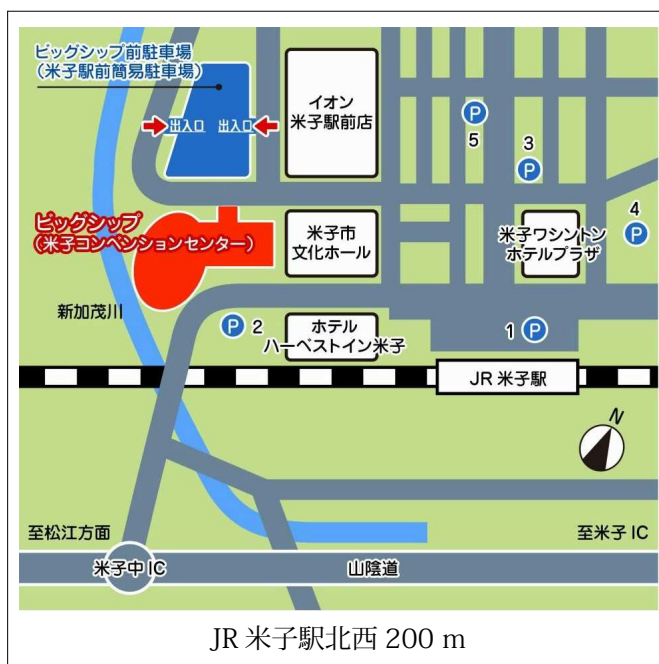 ビッグシップ前駐車場
(米子駅前簡易駐車場)
出入口 出入口
イオン
米子駅前店
P
5
3
P
ビッグシップ
(米子コンベンションセンター)
米子市
文化ホール
米子ワシントン
ホテルプラザ
4
P
新加茂川
P 2
ホテル
ハーベストイン米子
1 P
JR 米子駅
N
至松江方面
至米子 IC
米子中 IC
山陰道
JR 米子駅北西 200 m